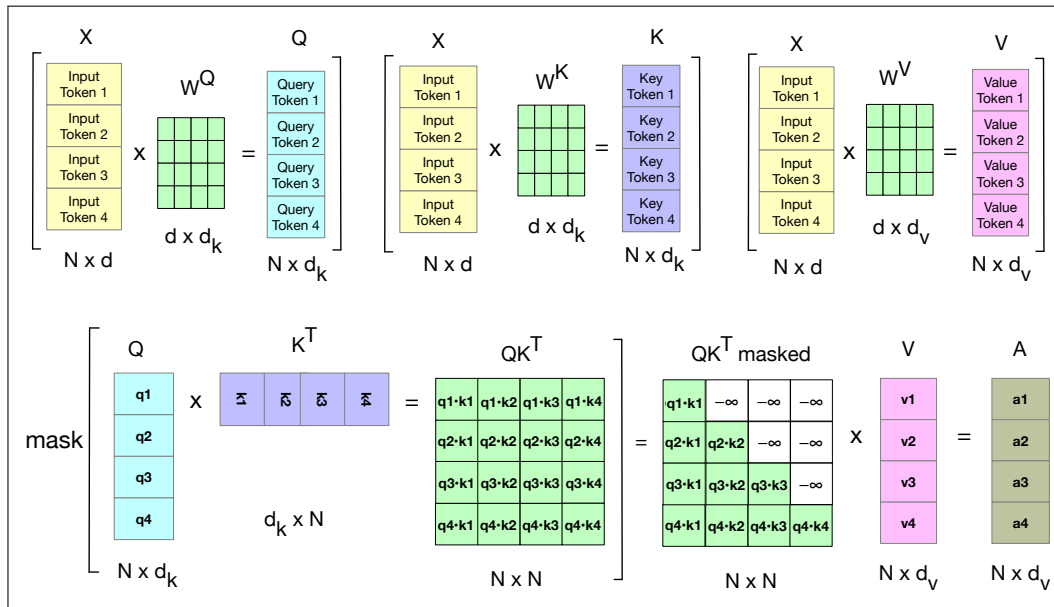 X Q X K X V
W^Q W^K W^V
Input Token 1
Input Token 2
Input Token 3
Input Token 4
x
=
Query Token 1
Query Token 2
Query Token 3
Query Token 4
N x d
d x d_k
N x d_k
Input Token 1
Input Token 2
Input Token 3
Input Token 4
x
=
Key Token 1
Key Token 2
Key Token 3
Key Token 4
N x d
d x d_k
N x d_k
Input Token 1
Input Token 2
Input Token 3
Input Token 4
x
=
Value Token 1
Value Token 2
Value Token 3
Value Token 4
N x d
d x d_v
N x d_v
Q K^T QK^T QK^T masked V A
mask
q1
q2
q3
q4
x
k1 k2 k3 k4
=
q1•k1 q1•k2 q1•k3 q1•k4
q2•k1 q2•k2 q2•k3 q2•k4
q3•k1 q3•k2 q3•k3 q3•k4
q4•k1 q4•k2 q4•k3 q4•k4
=
q1•k1 −∞ −∞ −∞
q2•k1 q2•k2 −∞ −∞
q3•k1 q3•k2 q3•k3 −∞
q4•k1 q4•k2 q4•k3 q4•k4
x
v1
v2
v3
v4
=
a1
a2
a3
a4
N x d_k
d_k x N
N x N
N x N
N x d_v
N x d_v